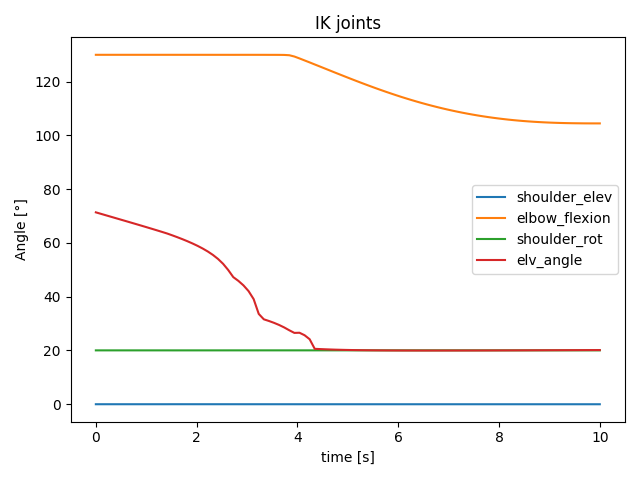 IK joints
Angle [°]
120
100
80
60
40
20
0
shoulder_elev
elbow_flexion
shoulder_rot
elv_angle
0 2 4 6 8 10
time [s]